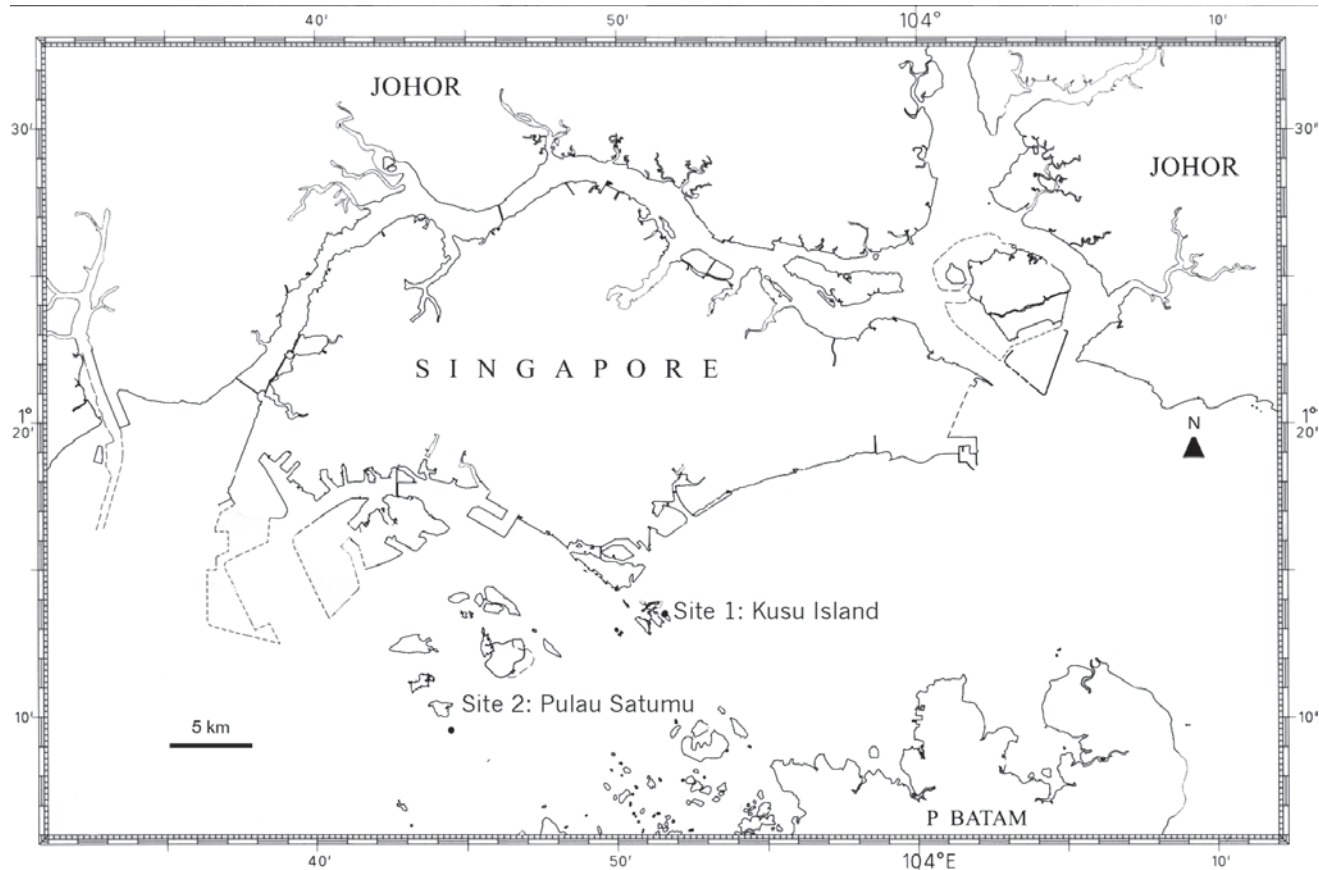 40′ 50′ 104° 10′
JOHOR
30′ 30′
JOHOR
SINGAPORE
1° 1°
20′ 20′
N
Site 1: Kusu Island
Site 2: Pulau Satumu
10′ 10′
5 km
P BATAM
40′ 50′ 104°E 10′